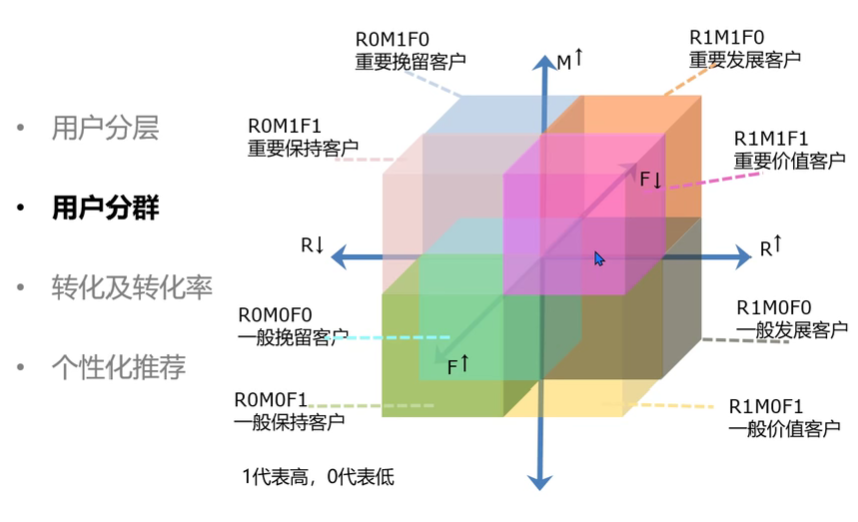 • 用户分层
• 用户分群
• 转化及转化率
• 个性化推荐
R0M1F0
重要挽留客户
R1M1F0
重要发展客户
M↑
R0M1F1
重要保持客户
R1M1F1
重要价值客户
F↓
R↓
R↑
R0M0F0
一般挽留客户
R1M0F0
一般发展客户
F↑
R0M0F1
一般保持客户
R1M0F1
一般价值客户
1代表高，0代表低